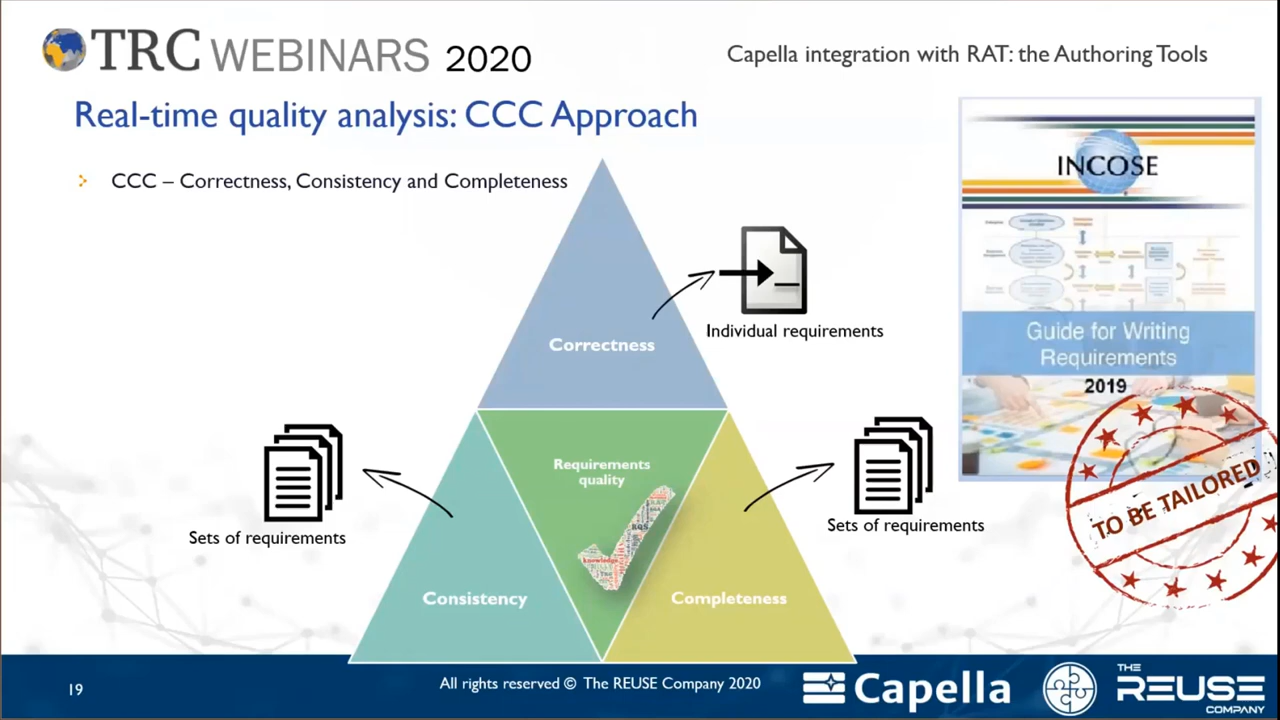 TRC WEBINARS 2020
Capella integration with RAT: the Authoring Tools
Real-time quality analysis: CCC Approach
CCC – Correctness, Consistency and Completeness
INCOSE
Guide for Writing
Requirements
2019
TO BE TAILORED
Individual requirements
Correctness
Requirements
quality
Sets of requirements
Sets of requirements
Consistency
Completeness
19
All rights reserved © The REUSE Company 2020
Capella
THE
REUSE
COMPANY